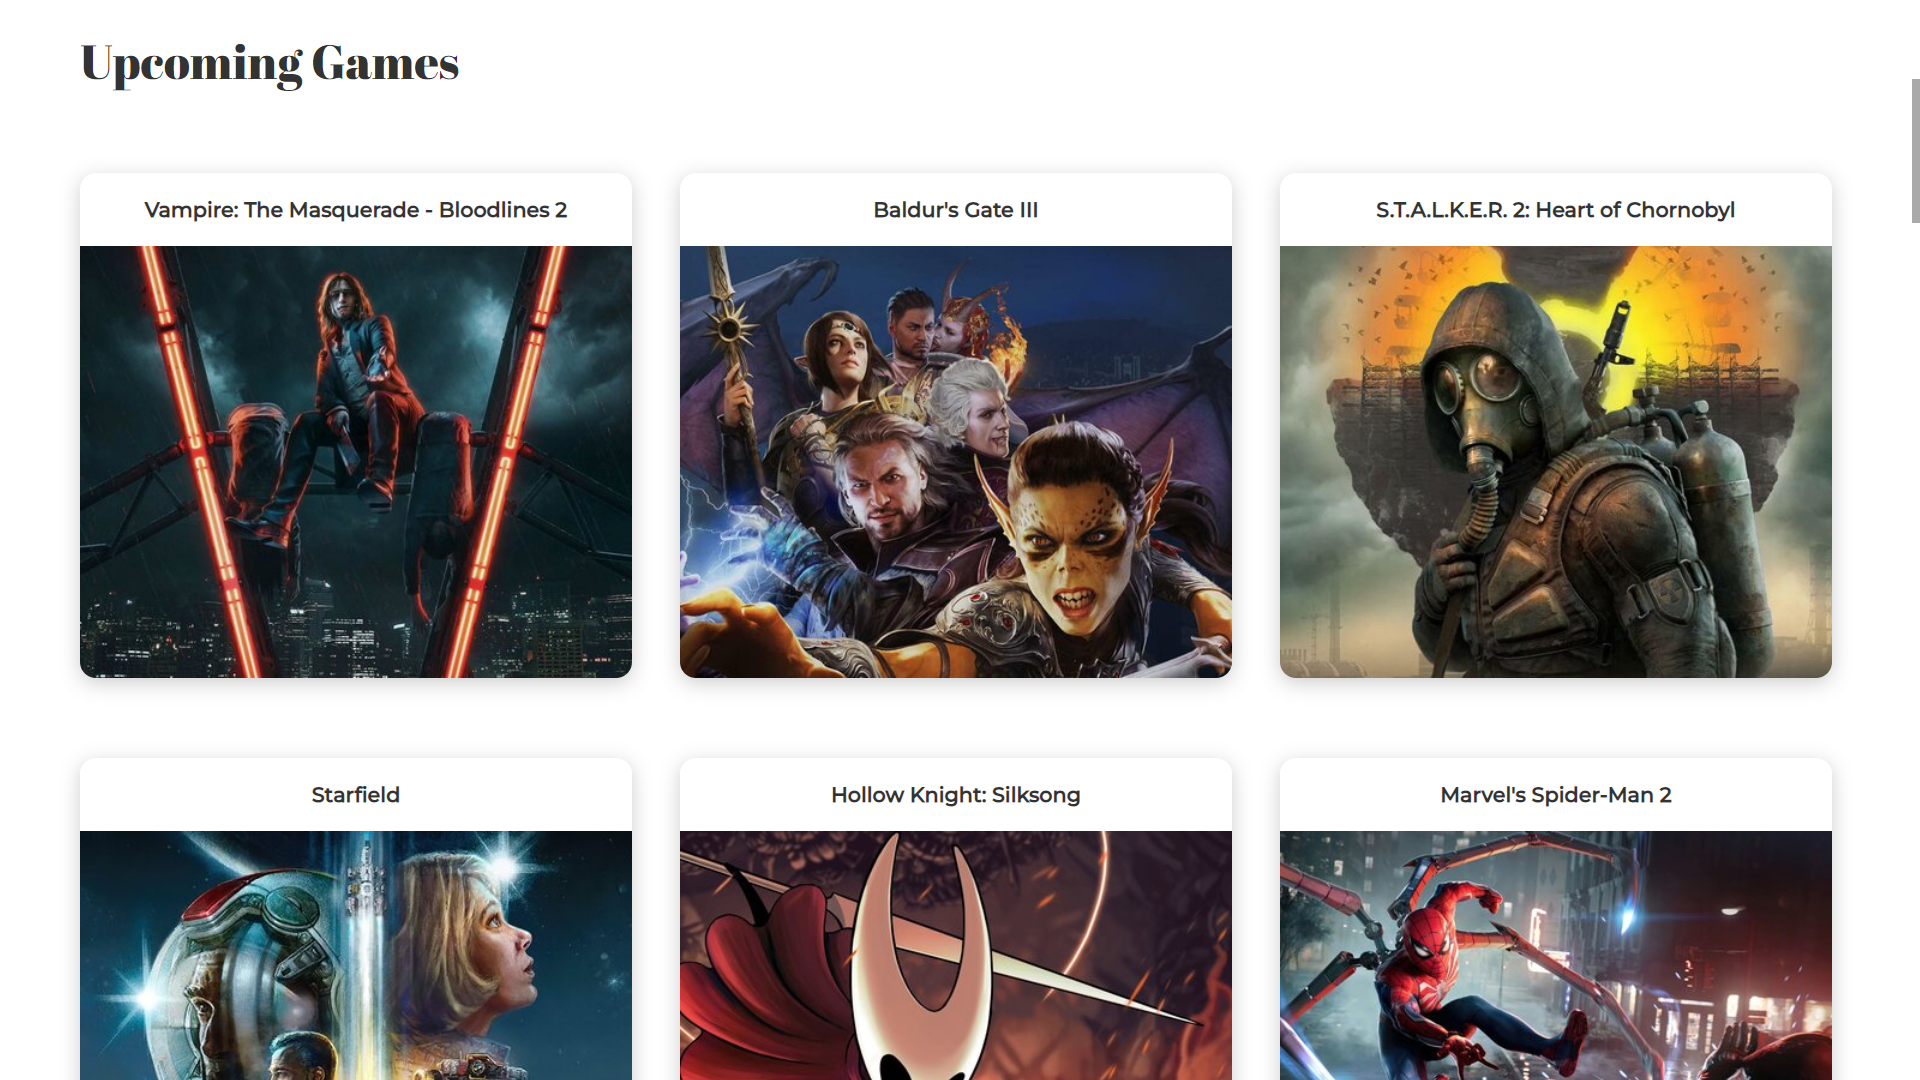 Upcoming Games
Vampire: The Masquerade - Bloodlines 2
Baldur's Gate III
S.T.A.L.K.E.R. 2: Heart of Chornobyl
Starfield
Hollow Knight: Silksong
Marvel's Spider-Man 2